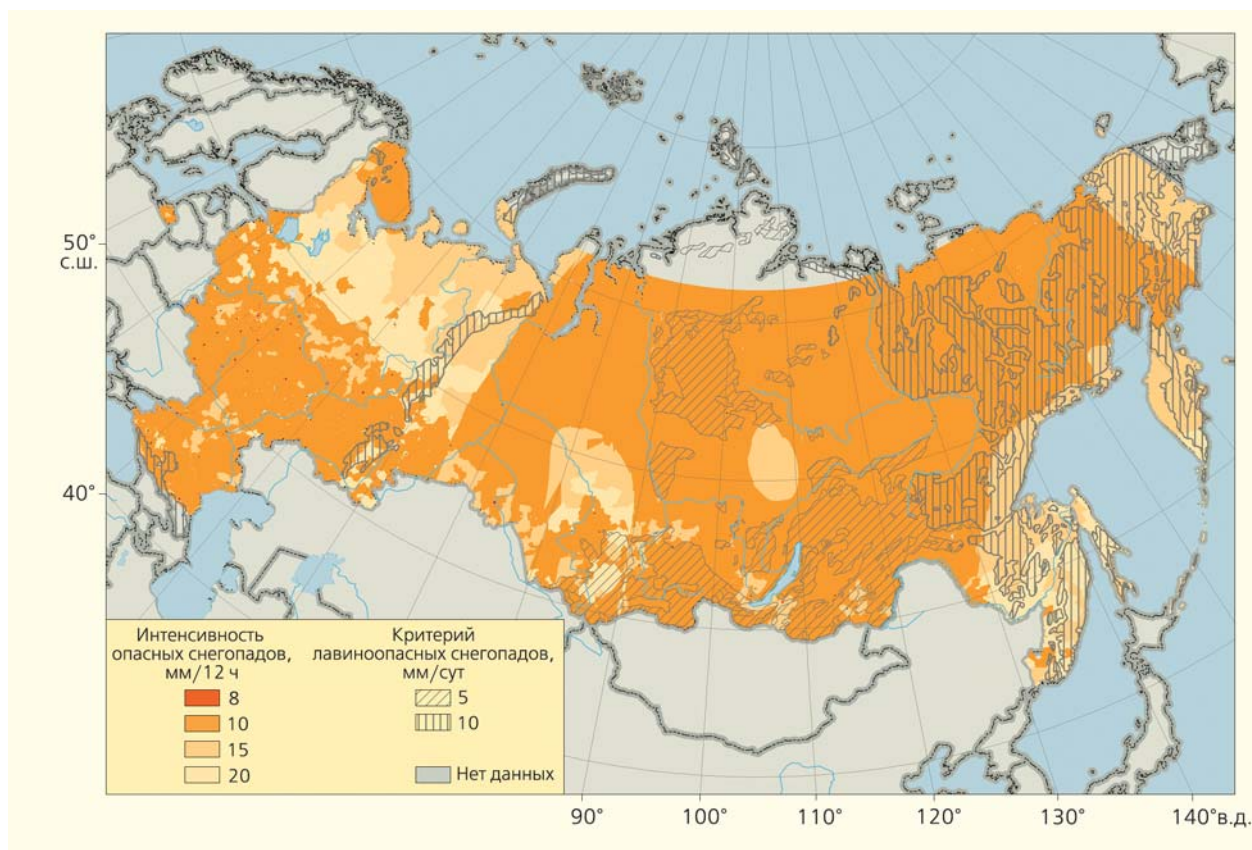 50°
с.ш.
40°
Интенсивность
опасных снегопадов,
мм/12 ч
8
10
15
20
Критерий
лавиноопасных снегопадов,
мм/сут
5
10
Нет данных
90°
100°
110°
120°
130°
140°в.д.